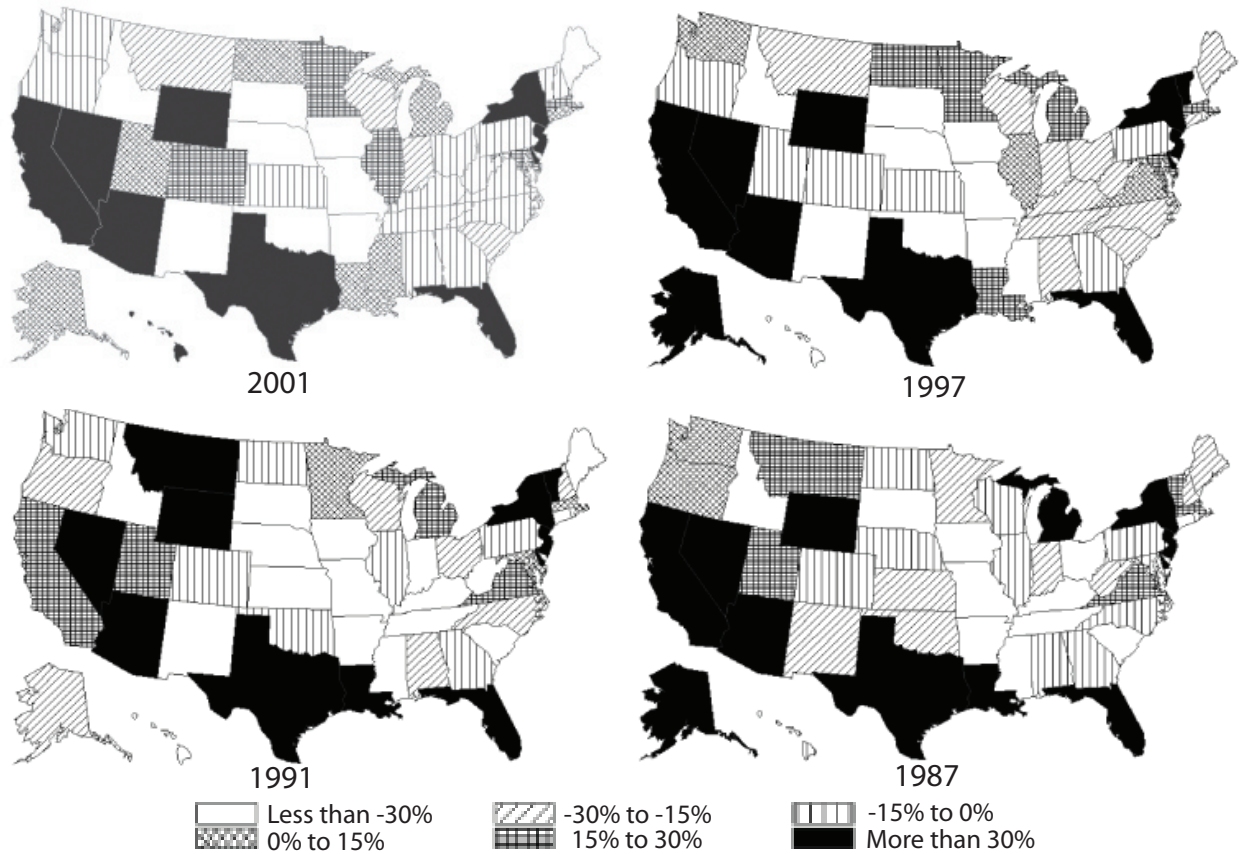 2001
1997
1991
1987
Less than -30%
-30% to -15%
-15% to 0%
0% to 15%
15% to 30%
More than 30%